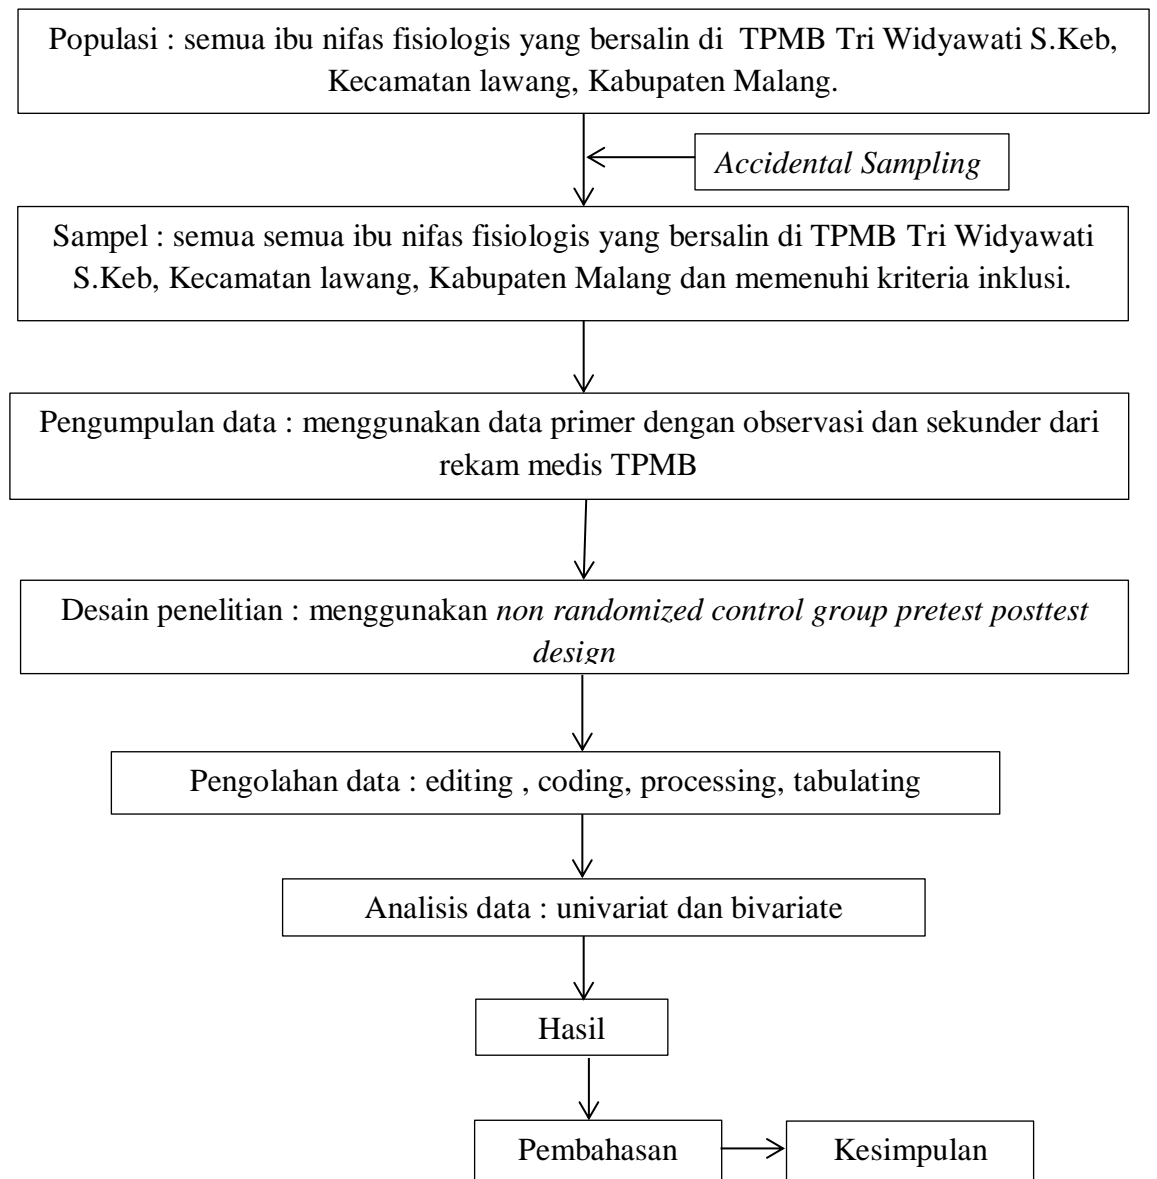 Populasi : semua ibu nifas fisiologis yang bersalin di  TPMB Tri Widyawati S.Keb,
Kecamatan lawang, Kabupaten Malang.
Accidental Sampling
Sampel : semua semua ibu nifas fisiologis yang bersalin di TPMB Tri Widyawati
S.Keb, Kecamatan lawang, Kabupaten Malang dan memenuhi kriteria inklusi.
Pengumpulan data : menggunakan data primer dengan observasi dan sekunder dari
rekam medis TPMB
Desain penelitian : menggunakan non randomized control group pretest posttest
design
Pengolahan data : editing , coding, processing, tabulating
Analisis data : univariat dan bivariate
Hasil
Pembahasan
Kesimpulan